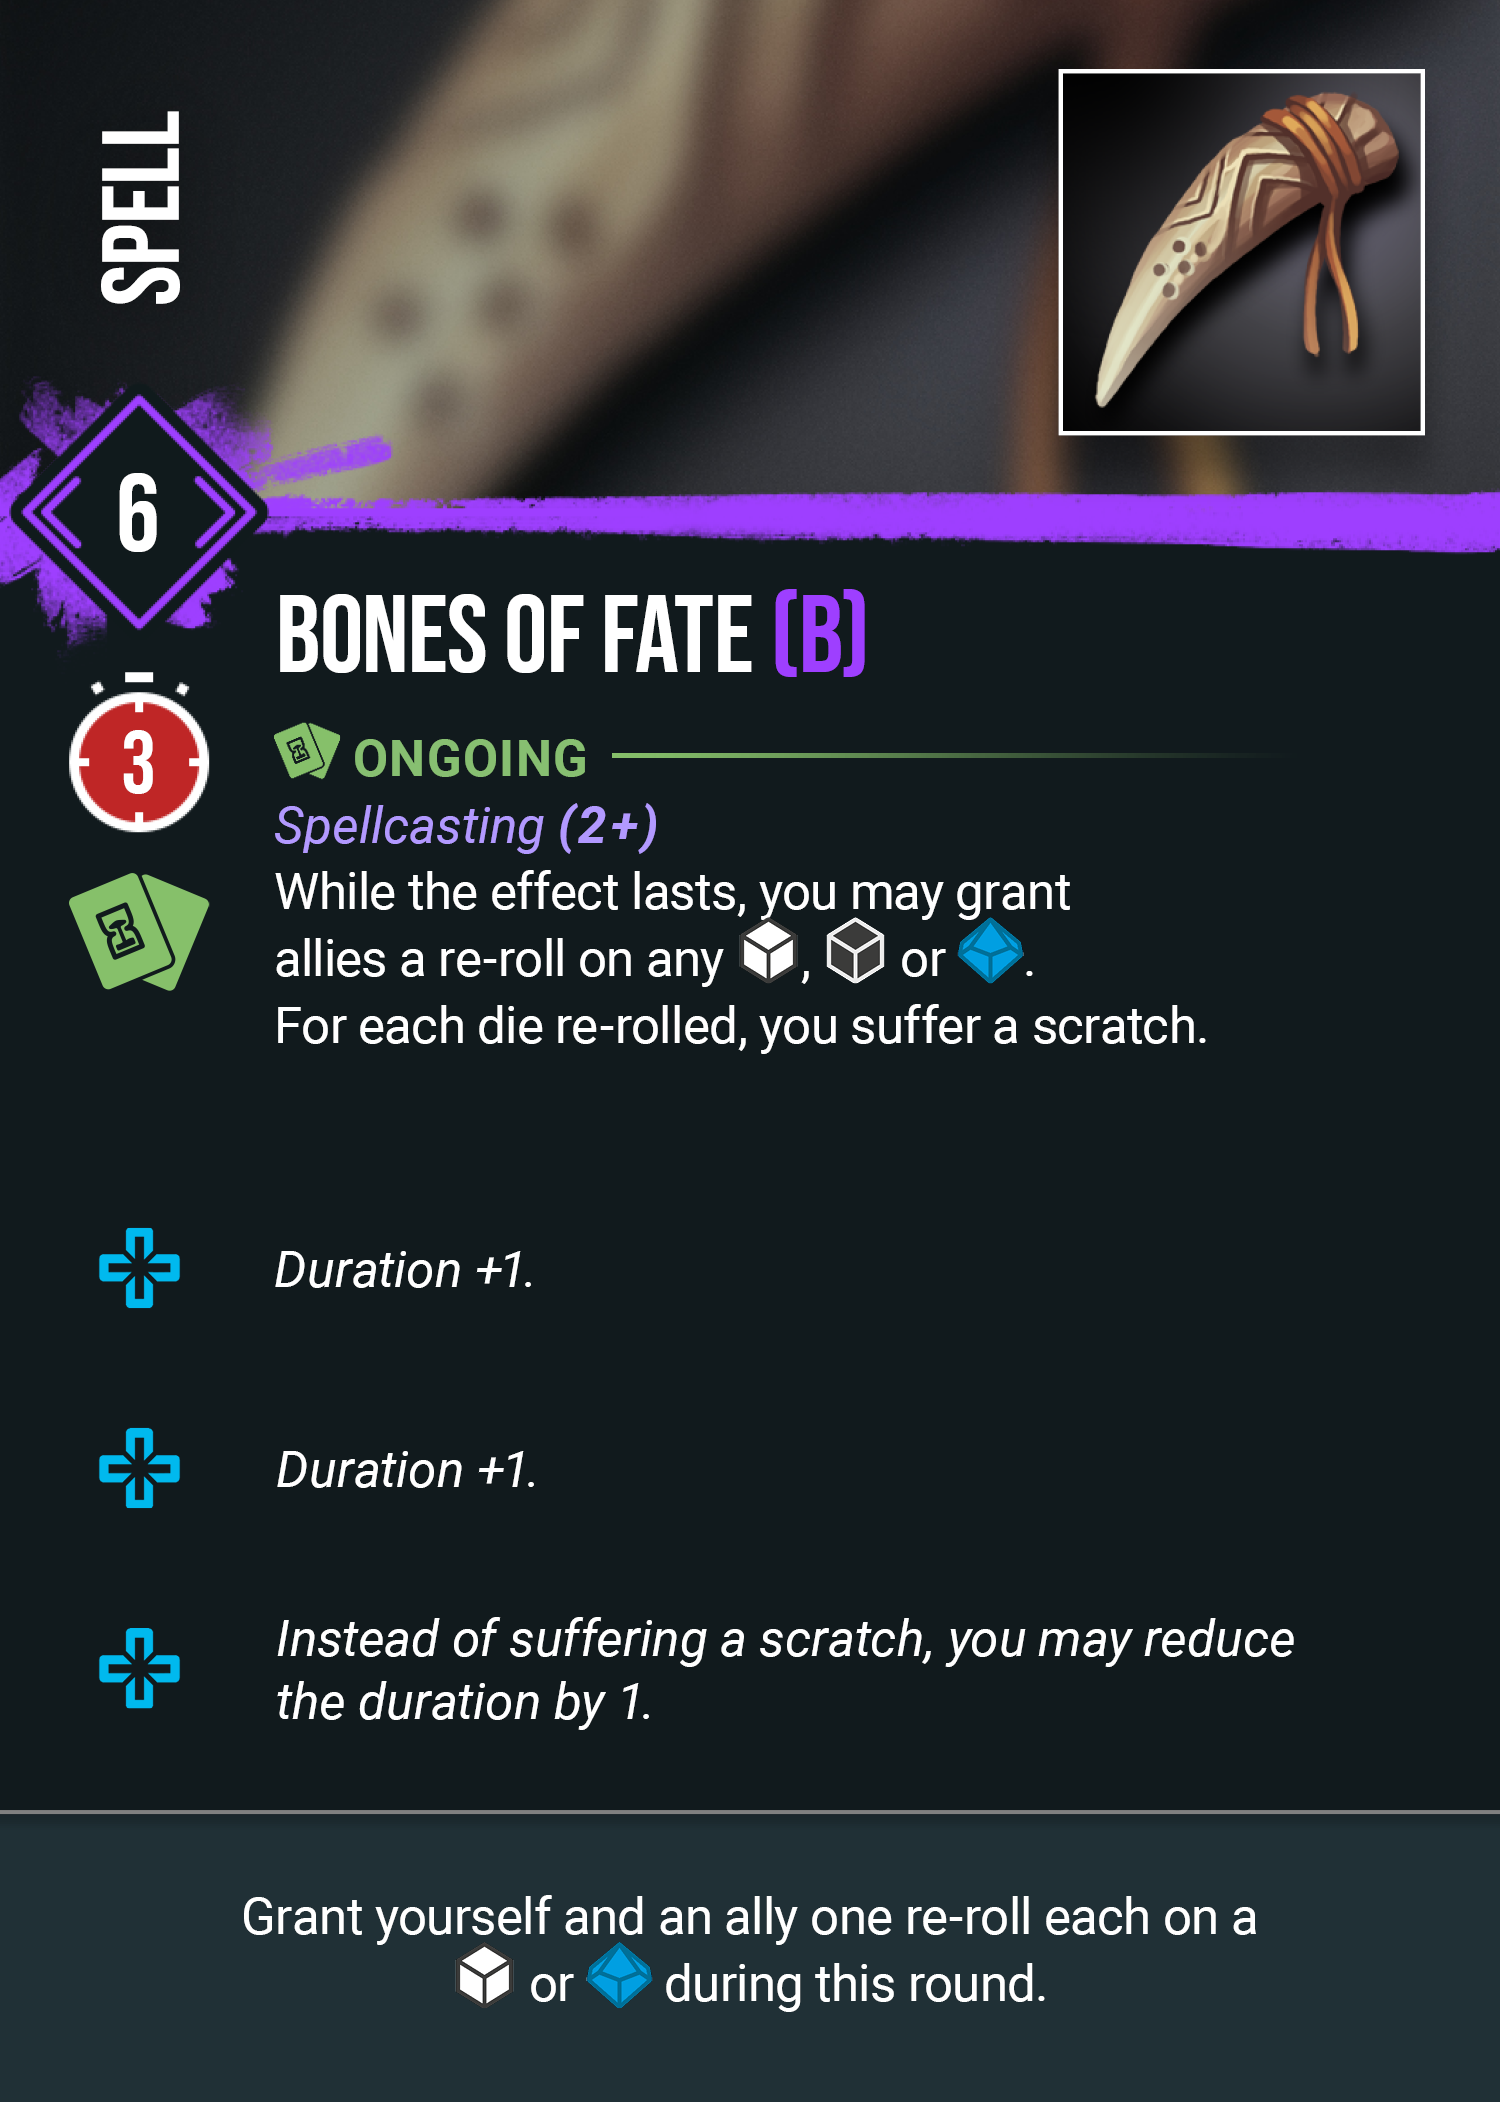 SPELL
6
BONES OF FATE (B)
3
ONGOING
Spellcasting (2+)
While the effect lasts, you may grant
allies a re-roll on any , or .
For each die re-rolled, you suffer a scratch.
Duration +1.
Duration +1.
Instead of suffering a scratch, you may reduce
the duration by 1.
Grant yourself and an ally one re-roll each on a
or during this round.